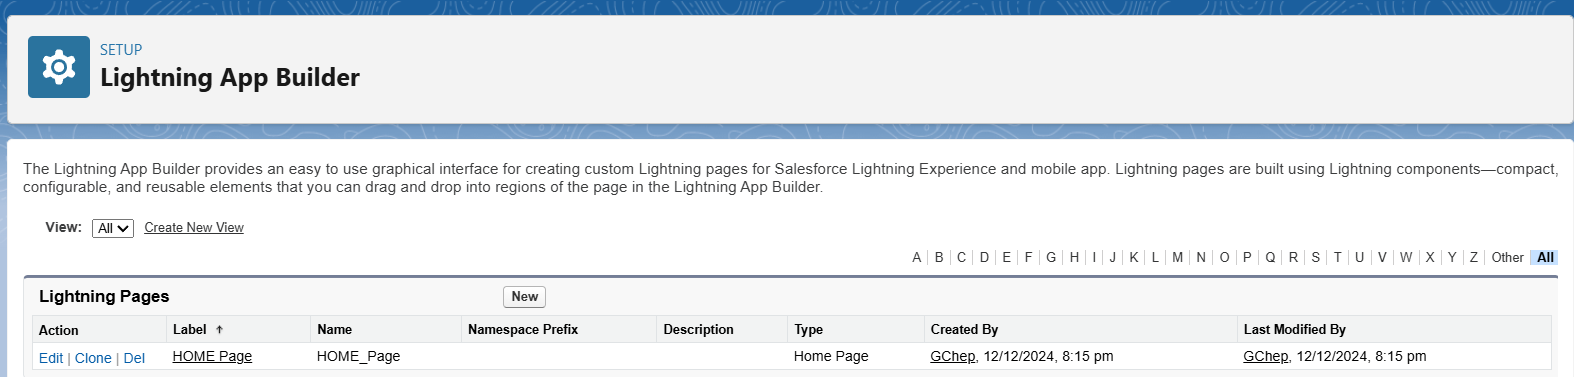 SETUP
Lightning App Builder
The Lightning App Builder provides an easy to use graphical interface for creating custom Lightning pages for Salesforce Lightning Experience and mobile app. Lightning pages are built using Lightning components—compact,
configurable, and reusable elements that you can drag and drop into regions of the page in the Lightning App Builder.
View: All Create New View
A | B | C | D | E | F | G | H | I | J | K | L | M | N | O | P | Q | R | S | T | U | V | W | X | Y | Z | Other | All
Lightning Pages New
Action Label ↑ Name Namespace Prefix Description Type Created By Last Modified By
Edit | Clone | Del HOME Page HOME_Page Home Page GChep, 12/12/2024, 8:15 pm GChep, 12/12/2024, 8:15 pm